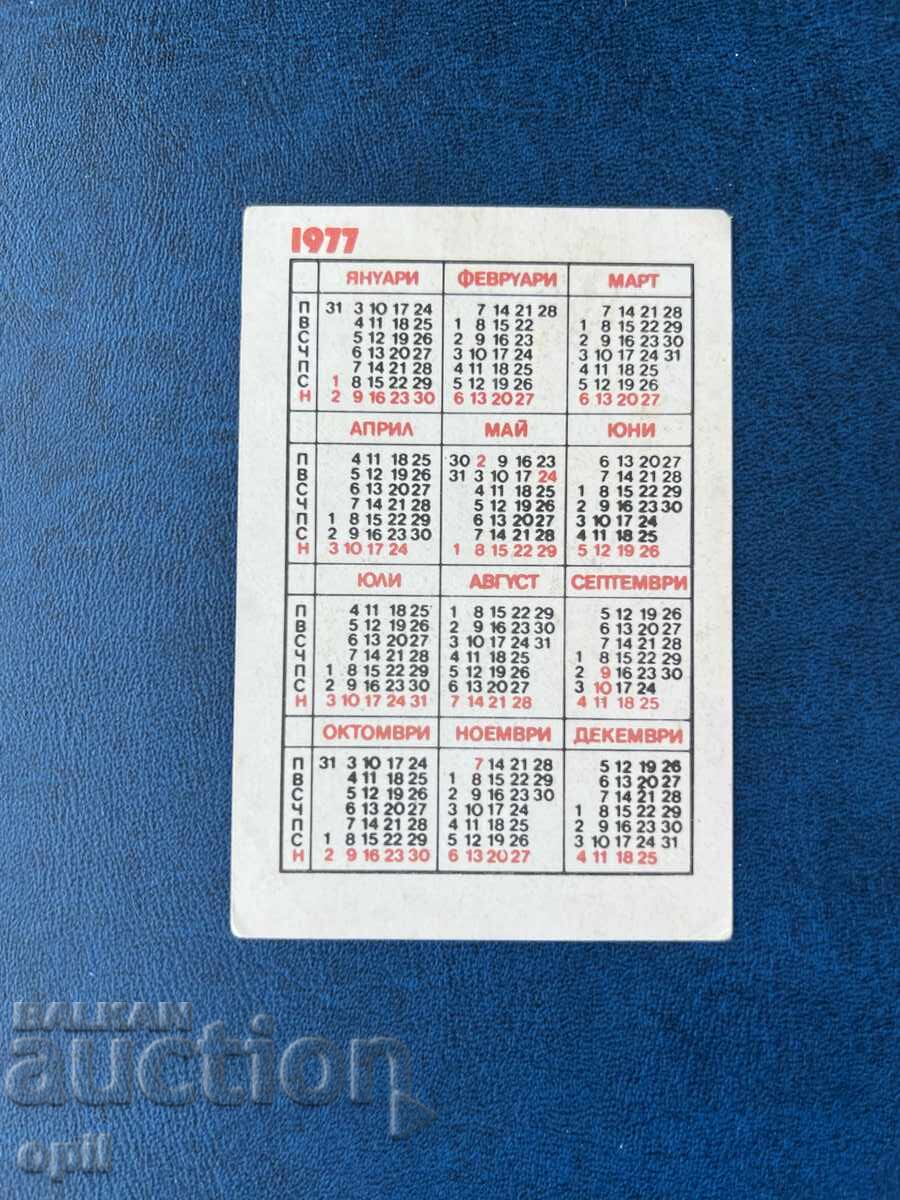 1977
ЯНУАРИ ФЕВРУАРИ МАРТ
П 31 3 10 17 24 7 14 21 28 7 14 21 28
В 4 11 18 25 1 8 15 22 1 8 15 22 29
С 5 12 19 26 2 9 16 23 2 9 16 23 30
Ч 6 13 20 27 3 10 17 24 3 10 17 24 31
П 7 14 21 28 4 11 18 25 4 11 18 25
С 1 8 15 22 29 5 12 19 26 5 12 19 26
Н 2 9 16 23 30 6 13 20 27 6 13 20 27
АПРИЛ МАЙ ЮНИ
П 4 11 18 25 30 2 9 16 23 6 13 20 27
В 5 12 19 26 31 3 10 17 24 7 14 21 28
С 6 13 20 27 4 11 18 25 1 8 15 22 29
Ч 7 14 21 28 5 12 19 26 2 9 16 23 30
П 1 8 15 22 29 6 13 20 27 3 10 17 24
С 2 9 16 23 30 7 14 21 28 4 11 18 25
Н 3 10 17 24 1 8 15 22 29 5 12 19 26
ЮЛИ АВГУСТ СЕПТЕМВРИ
П 4 11 18 25 1 8 15 22 29 5 12 19 26
В 5 12 19 26 2 9 16 23 30 6 13 20 27
С 6 13 20 27 3 10 17 24 31 7 14 21 28
Ч 7 14 21 28 4 11 18 25 1 8 15 22 29
П 1 8 15 22 29 5 12 19 26 2 9 16 23 30
С 2 9 16 23 30 6 13 20 27 3 10 17 24
Н 3 10 17 24 31 7 14 21 28 4 11 18 25
ОКТОМВРИ НОЕМВРИ ДЕКЕМВРИ
П 31 3 10 17 24 7 14 21 28 5 12 19 26
В 4 11 18 25 1 8 15 22 29 6 13 20 27
С 5 12 19 26 2 9 16 23 30 7 14 21 28
Ч 6 13 20 27 3 10 17 24 1 8 15 22 29
П 7 14 21 28 4 11 18 25 2 9 16 23 30
С 1 8 15 22 29 5 12 19 26 3 10 17 24 31
Н 2 9 16 23 30 6 13 20 27 4 11 18 25
BALKAN
auction
opil